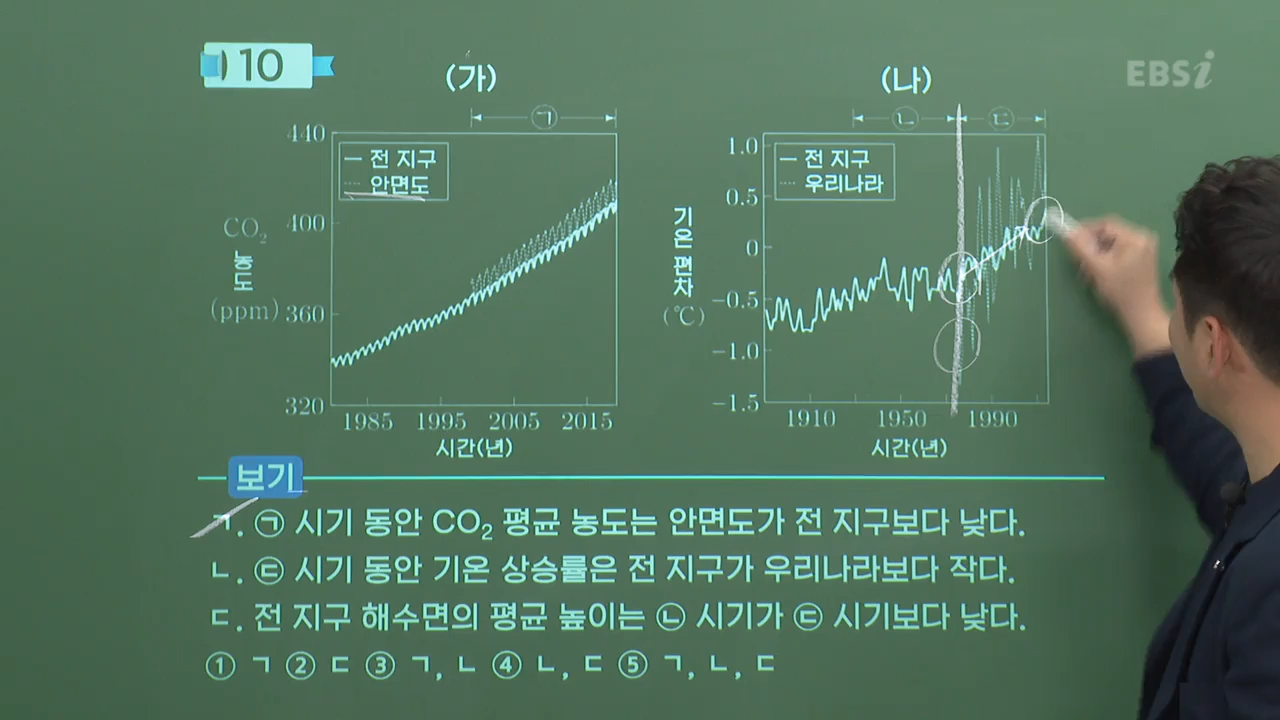 10
EBSi
(가)
(나)
㉠
㉡
㉢
440
400
360
320
CO₂
농도
(ppm)
전 지구
안면도
1985 1995 2005 2015
시간(년)
1.0
0.5
0
−0.5
−1.0
−1.5
기온 편차
(℃)
전 지구
우리나라
1910 1950 1990
시간(년)
보기
ㄱ. ㉠ 시기 동안 CO₂ 평균 농도는 안면도가 전 지구보다 낮다.
ㄴ. ㉢ 시기 동안 기온 상승률은 전 지구가 우리나라보다 작다.
ㄷ. 전 지구 해수면의 평균 높이는 ㉡ 시기가 ㉢ 시기보다 낮다.
① ㄱ ② ㄷ ③ ㄱ, ㄴ ④ ㄴ, ㄷ ⑤ ㄱ, ㄴ, ㄷ